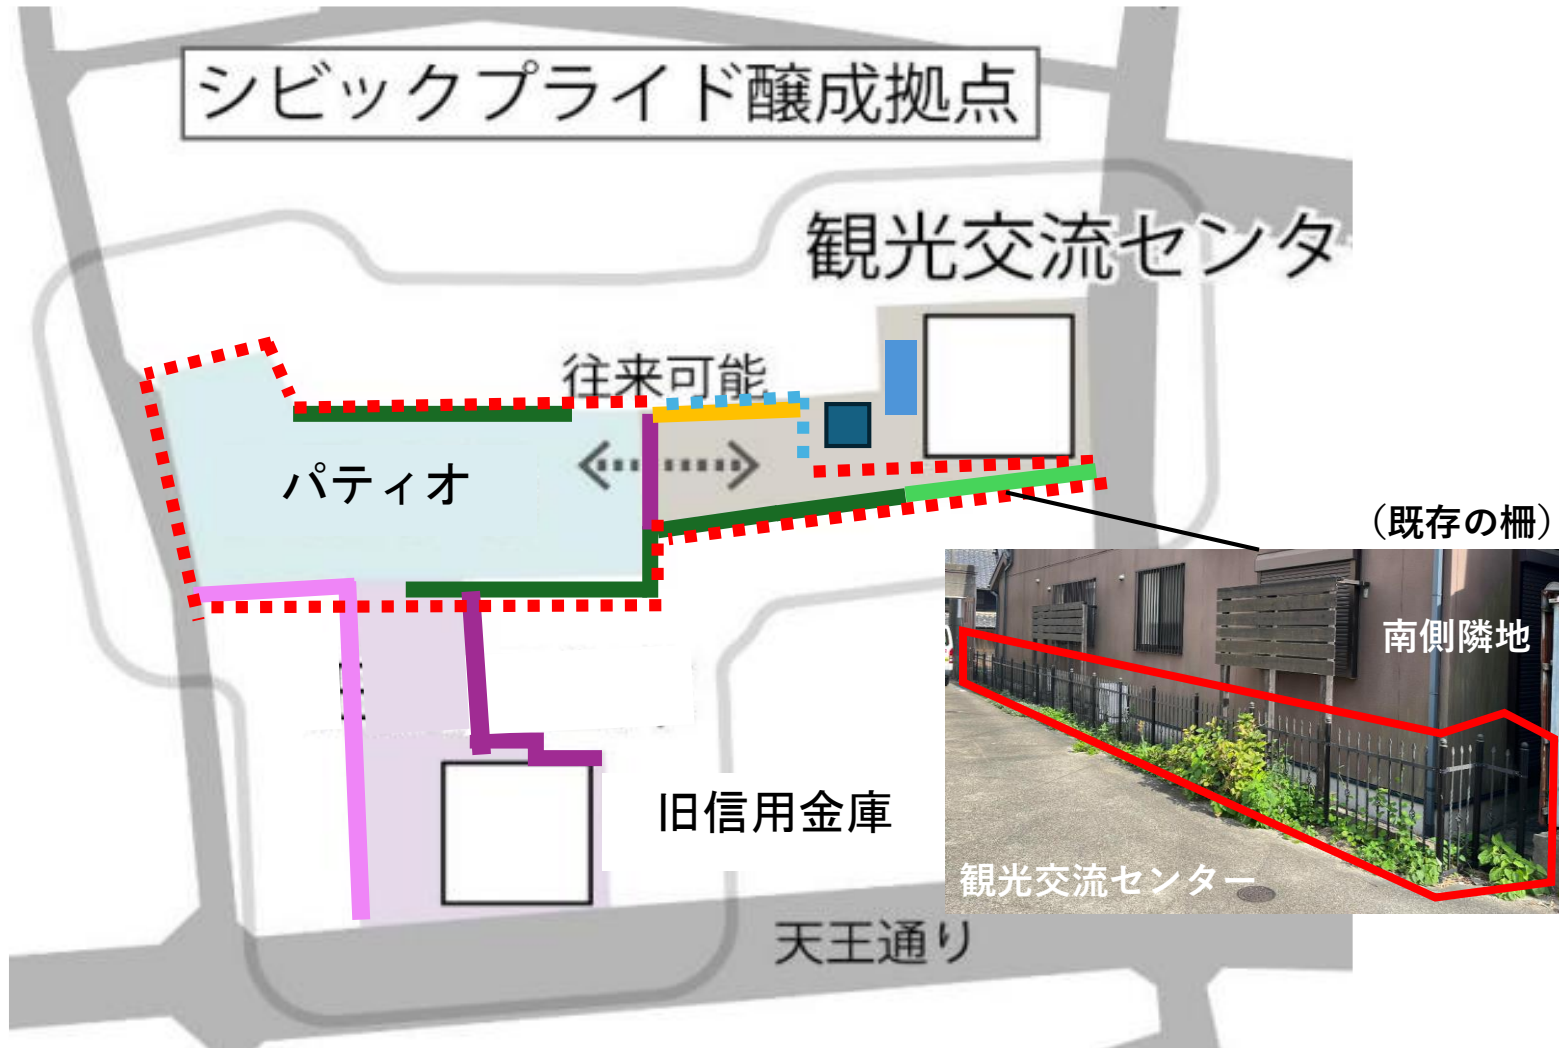 シビックプライド醸成拠点
観光交流センタ
往来可能
パティオ
（既存の柵）
南側隣地
旧信用金庫
観光交流センター
天王通り